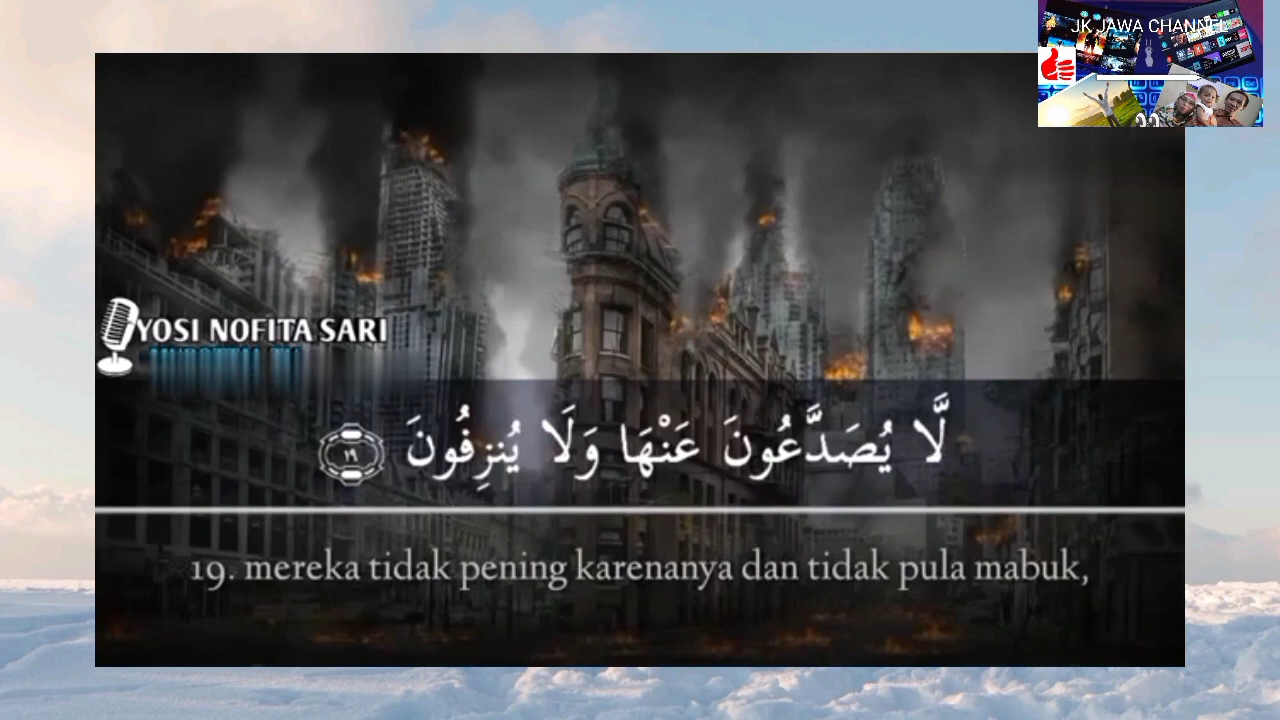 JK JAWA CHANNEL
YOSI NOFITA SARI
لَّا يُصَدَّعُونَ عَنْهَا وَلَا يُنزِفُونَ ١٩
19. mereka tidak pening karenanya dan tidak pula mabuk,